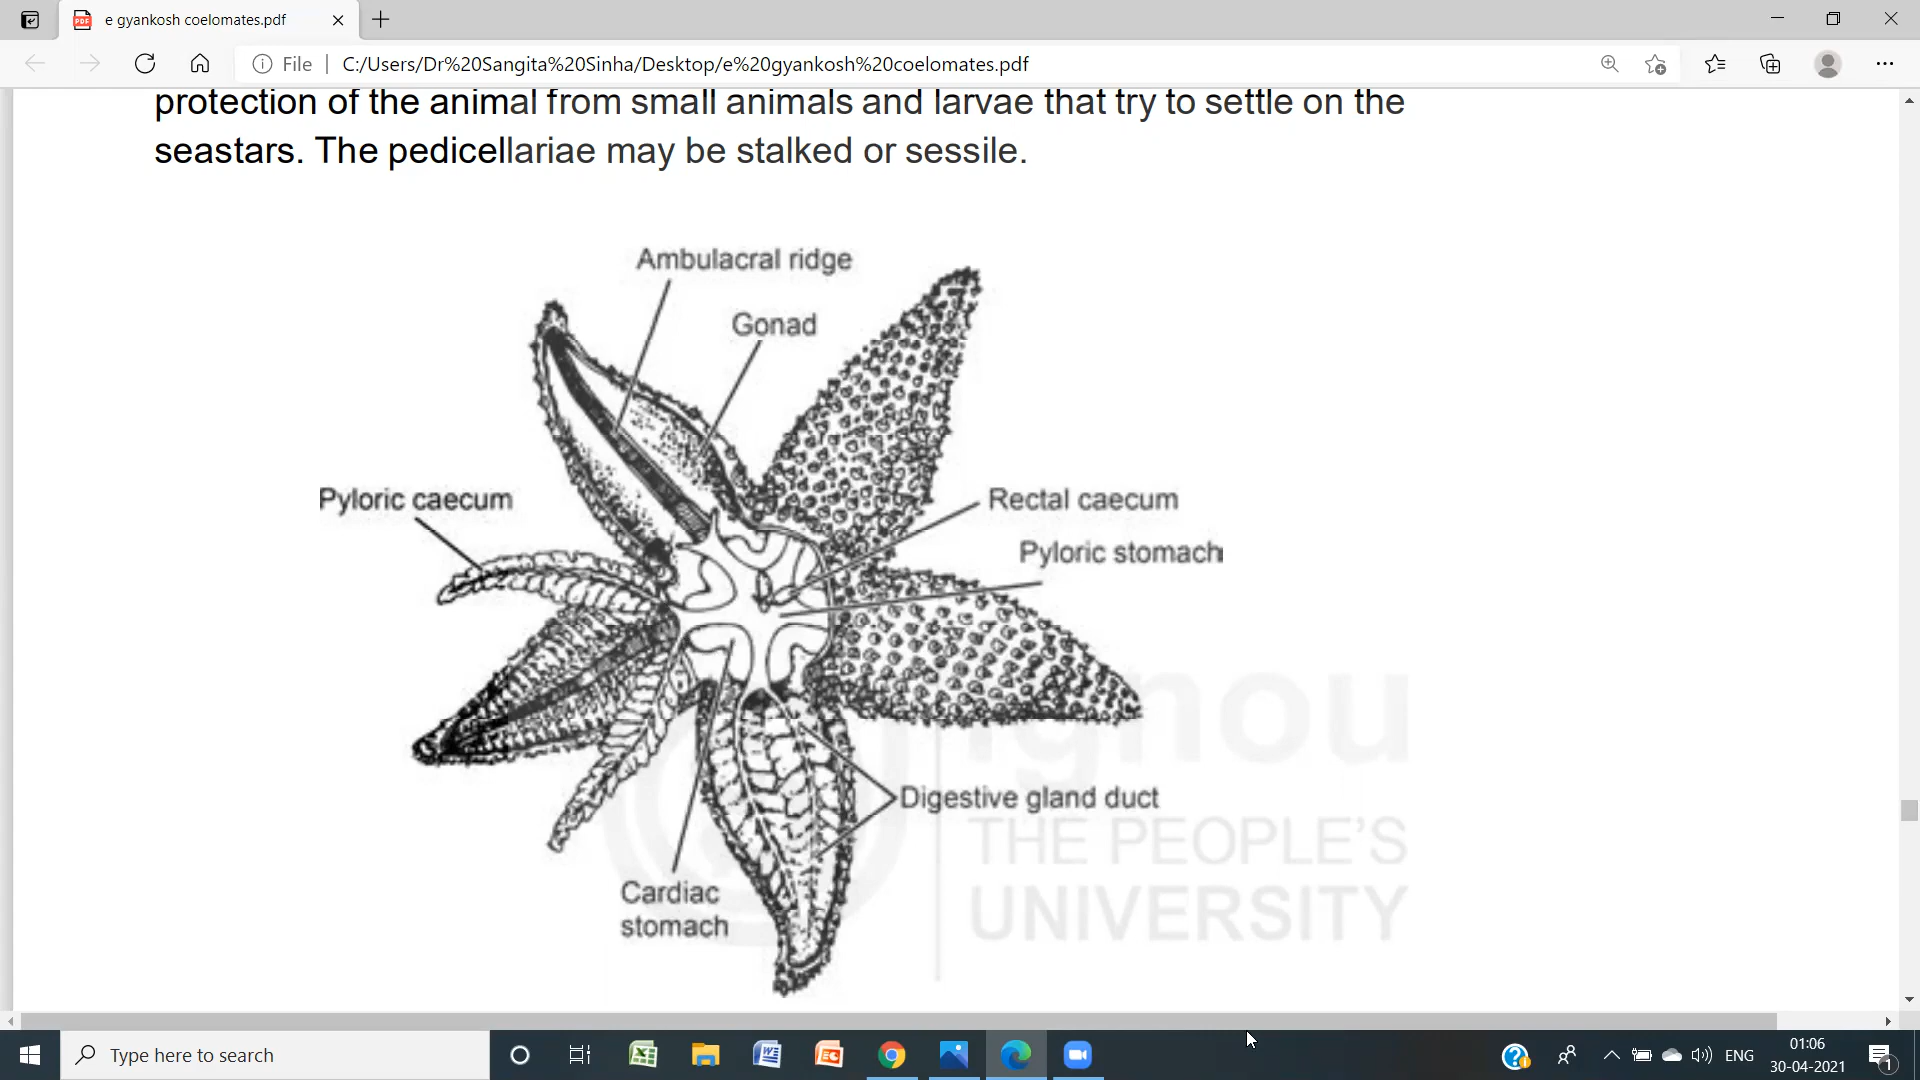 e gyankosh coelomates.pdf
File | C:/Users/Dr%20Sangita%20Sinha/Desktop/e%20gyankosh%20coelomates.pdf
protection of the animal from small animals and larvae that try to settle on the
seastars. The pedicellariae may be stalked or sessile.
Ambulacral ridge
Gonad
Pyloric caecum
Rectal caecum
Pyloric stomach
Digestive gland duct
Cardiac
stomach
ignou
THE PEOPLE'S
UNIVERSITY
Type here to search
ENG
01:06
30-04-2021
1